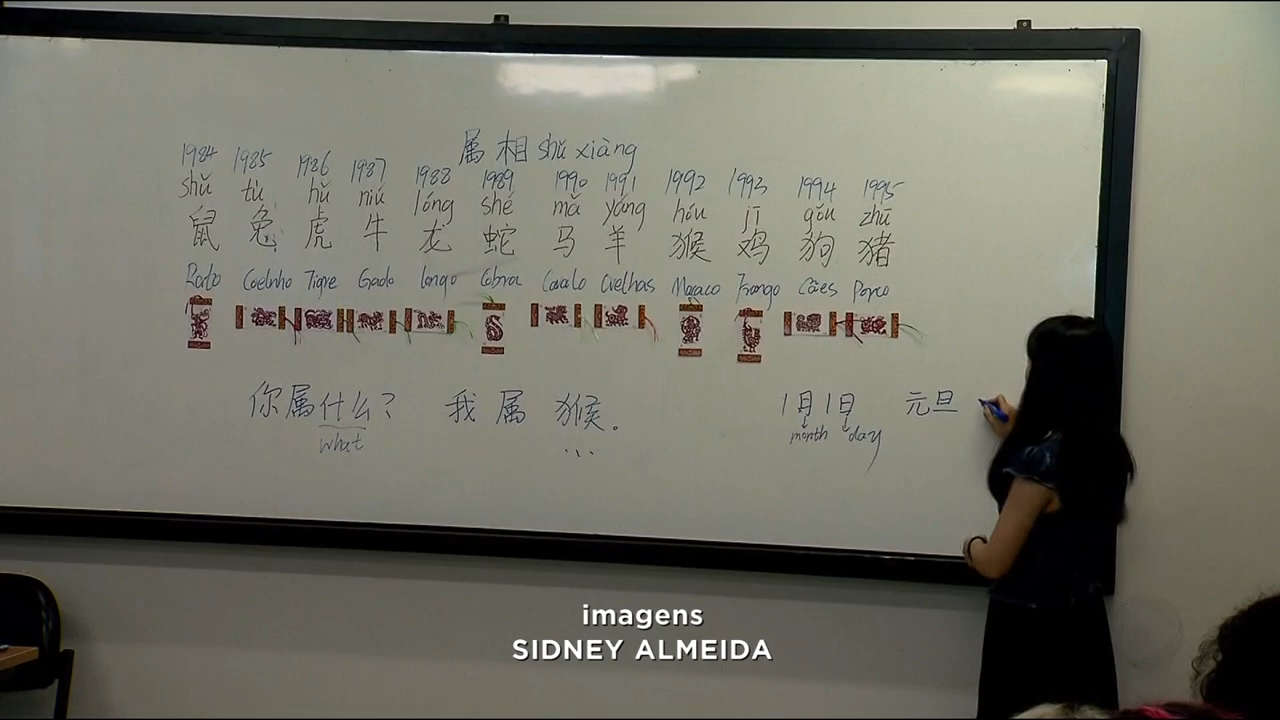 属相 shǔ xiàng
1984 1985 1986 1987 1988 1989 1990 1991 1992 1993 1994 1995
shǔ tù hǔ niú lóng shé mǎ yáng hóu jī gǒu zhū
鼠 兔 虎 牛 龙 蛇 马 羊 猴 鸡 狗 猪
Rato Coelnho Tigre Gado longo Cobra Cavalo Ovelhas Macaco Frango Cães Porco
你属什么? 我 属 猴。 1月1日 元旦
what ... month day
imagens
SIDNEY ALMEIDA